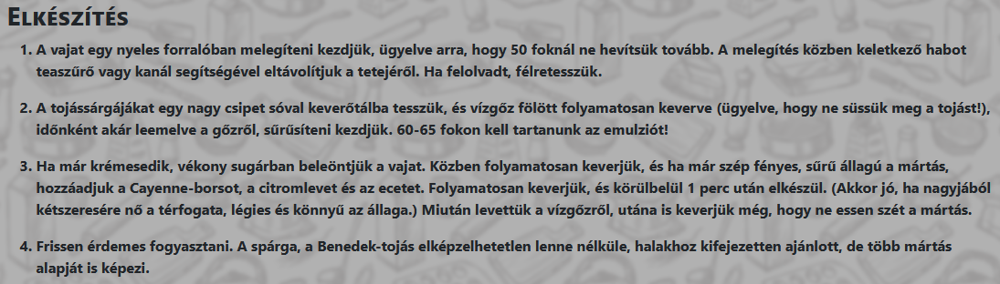 ELKÉSZÍTÉS
1. A vajat egy nyeles forralóban melegíteni kezdjük, ügyelve arra, hogy 50 foknál ne hevítsük tovább. A melegítés közben keletkező habot
teaszűrő vagy kanál segítségével eltávolítjuk a tetejéről. Ha felolvadt, félretesszük.
2. A tojássárgájákat egy nagy csipet sóval keverőtálba tesszük, és vízgőz fölött folyamatosan keverve (ügyelve, hogy ne süssük meg a tojást!),
időnként akár leemelve a gőzről, sűrűsíteni kezdjük. 60-65 fokon kell tartanunk az emulziót!
3. Ha már krémesedik, vékony sugárban beleöntjük a vajat. Közben folyamatosan keverjük, és ha már szép fényes, sűrű állagú a mártás,
hozzáadjuk a Cayenne-borsot, a citromlevet és az ecetet. Folyamatosan keverjük, és körülbelül 1 perc után elkészül. (Akkor jó, ha nagyjából
kétszeresére nő a térfogata, légies és könnyű az állaga.) Miután levettük a vízgőzről, utána is keverjük még, hogy ne essen szét a mártás.
4. Frissen érdemes fogyasztani. A spárga, a Benedek-tojás elképzelhetetlen lenne nélküle, halakhoz kifejezetten ajánlott, de több mártás
alapját is képezi.